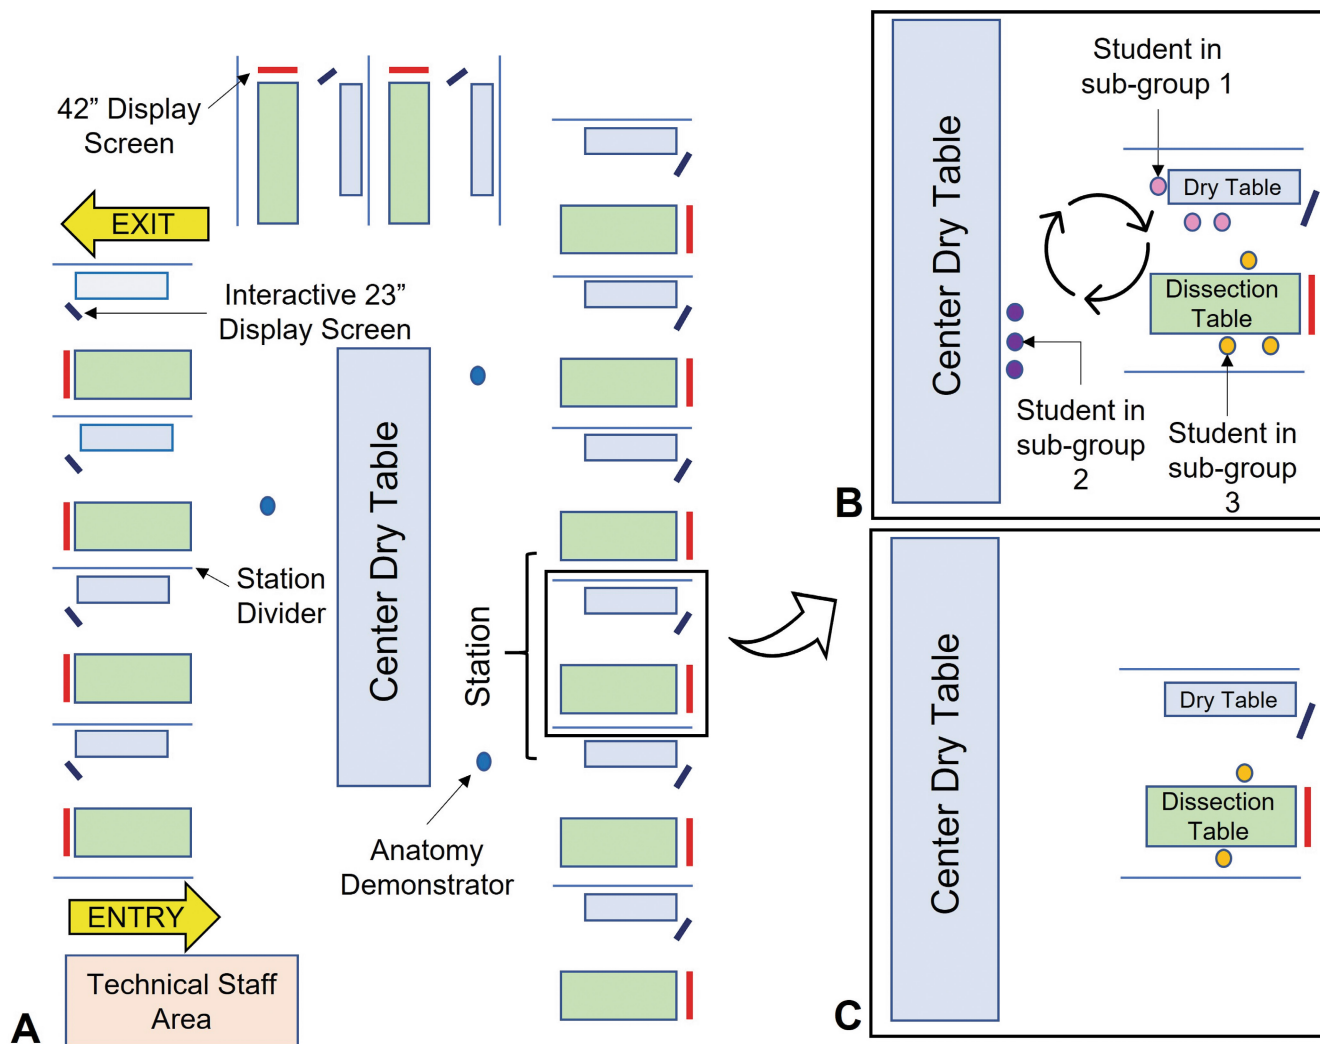 42” Display
Screen
EXIT
Interactive 23”
Display Screen
Center Dry Table
Station
Divider
Station
Anatomy
Demonstrator
ENTRY
Technical Staff
Area
A
Student in
sub-group 1
Center Dry Table
Dry Table
Dissection
Table
Student in
sub-group
2
Student in
sub-group
3
B
Center Dry Table
Dry Table
Dissection
Table
C